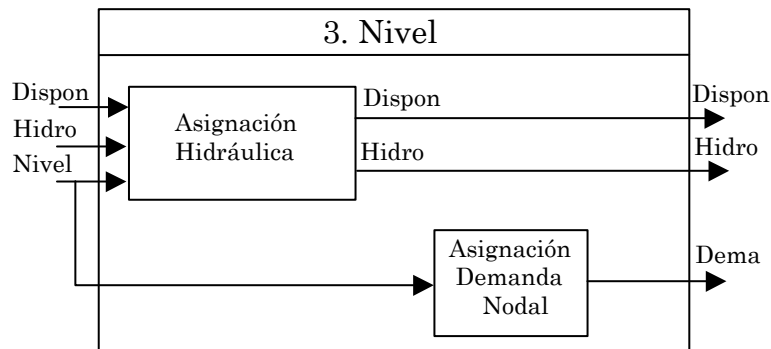 3. Nivel
Dispon
Hidro
Nivel
Asignación
Hidráulica
Dispon
Hidro
Dispon
Hidro
Asignación
Demanda
Nodal
Dema